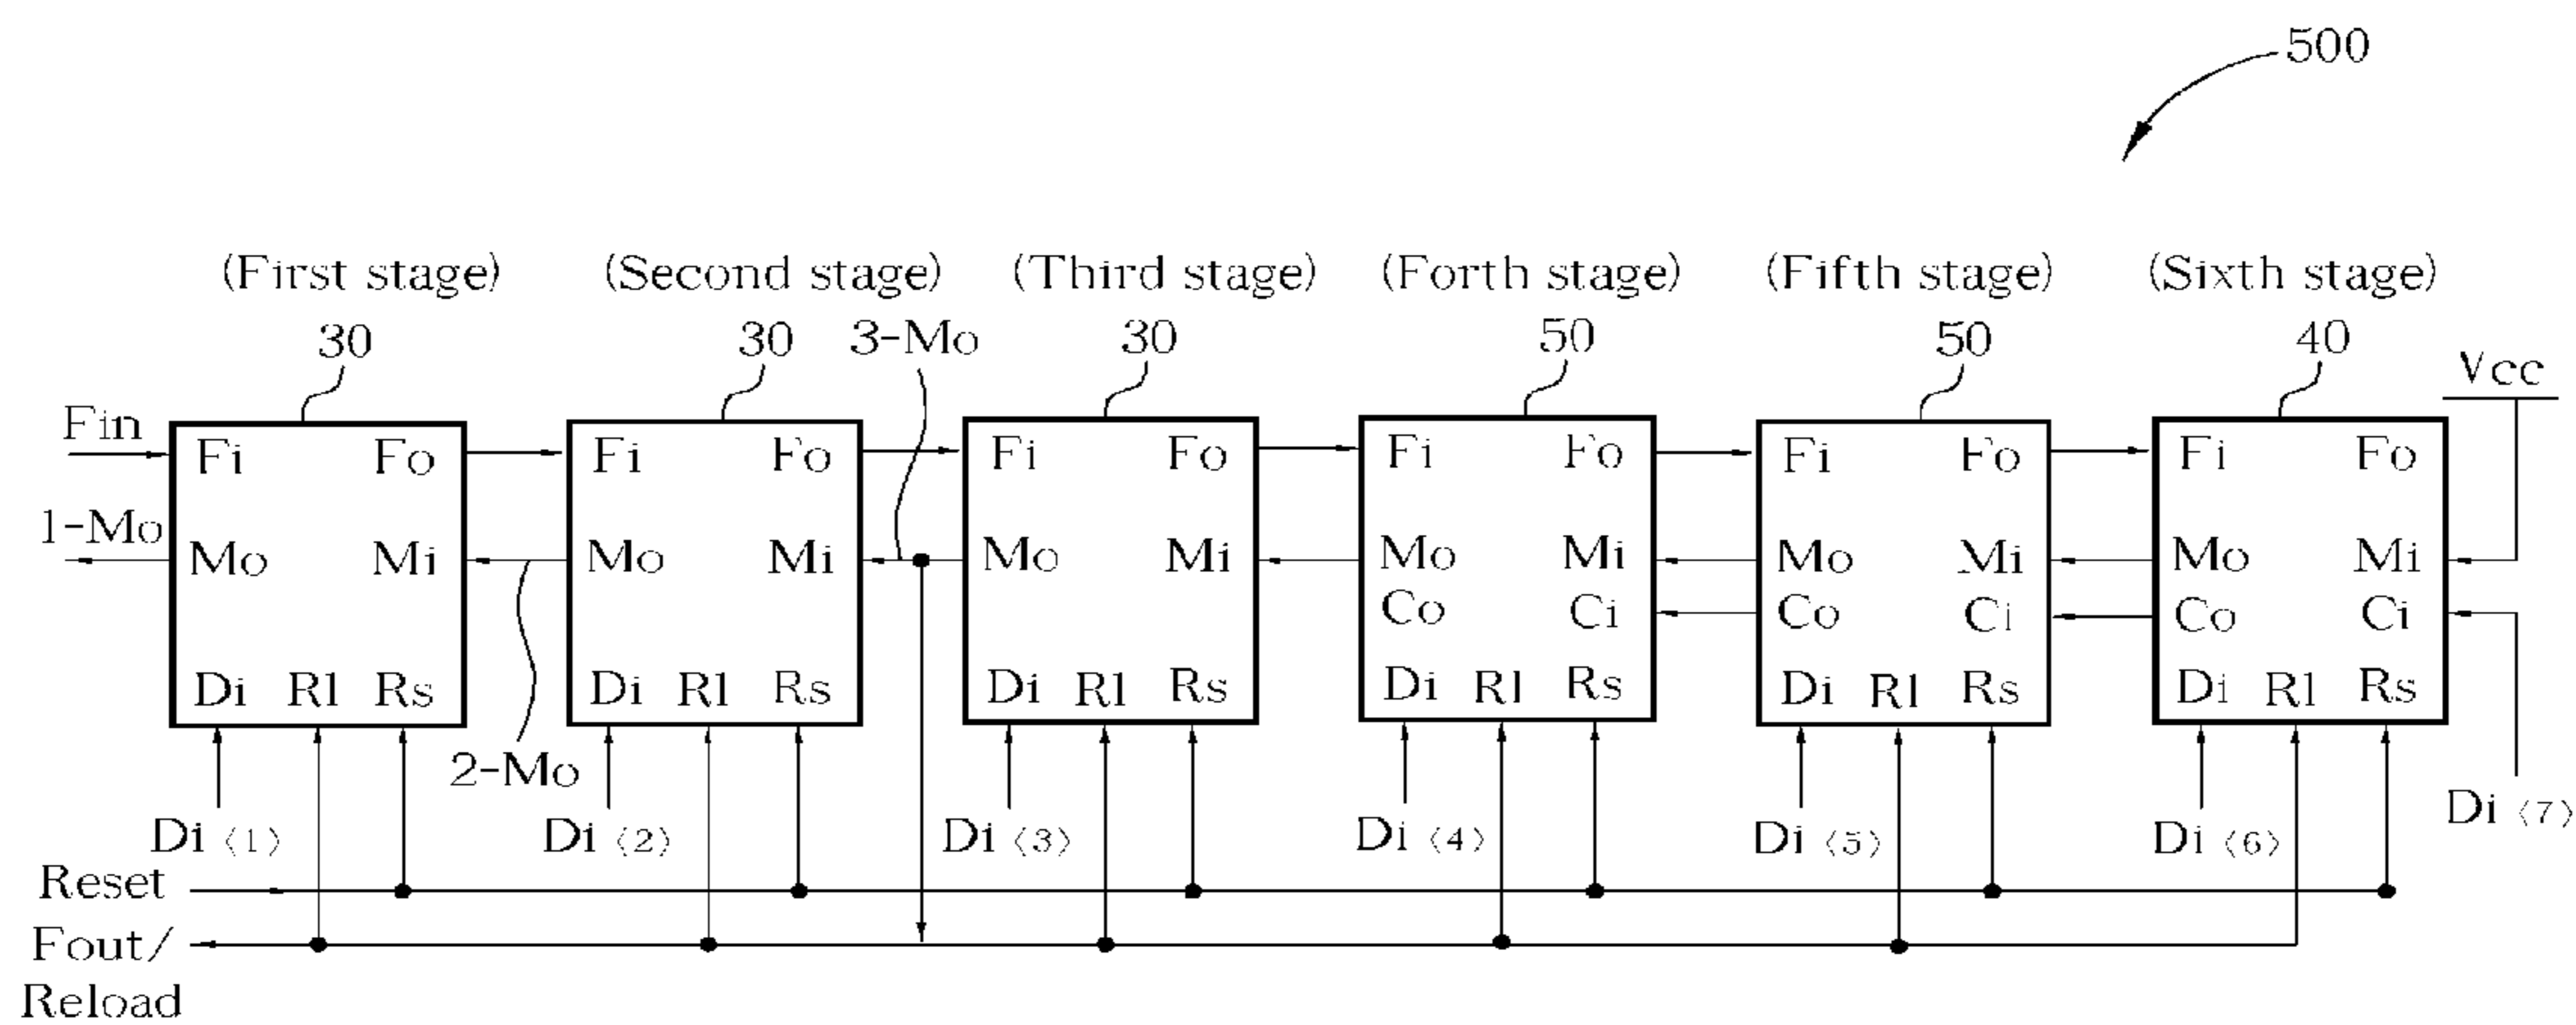 500
(First stage) (Second stage) (Third stage) (Forth stage) (Fifth stage) (Sixth stage)
30 30 3-Mo 30 50 50 40 Vcc
Fin
Fi Fo Fi Fo Fi Fo Fi Fo Fi Fo Fi Fo
1-Mo
Mo Mi Mo Mi Mo Mi Mo Mi Mo Mi Mo Mi
Co Ci Co Ci Co Ci
Di Rl Rs Di Rl Rs Di Rl Rs Di Rl Rs Di Rl Rs Di Rl Rs
2-Mo
Di ⟨1⟩ Di ⟨2⟩ Di ⟨3⟩ Di ⟨4⟩ Di ⟨5⟩ Di ⟨6⟩ Di ⟨7⟩
Reset
Fout/
Reload